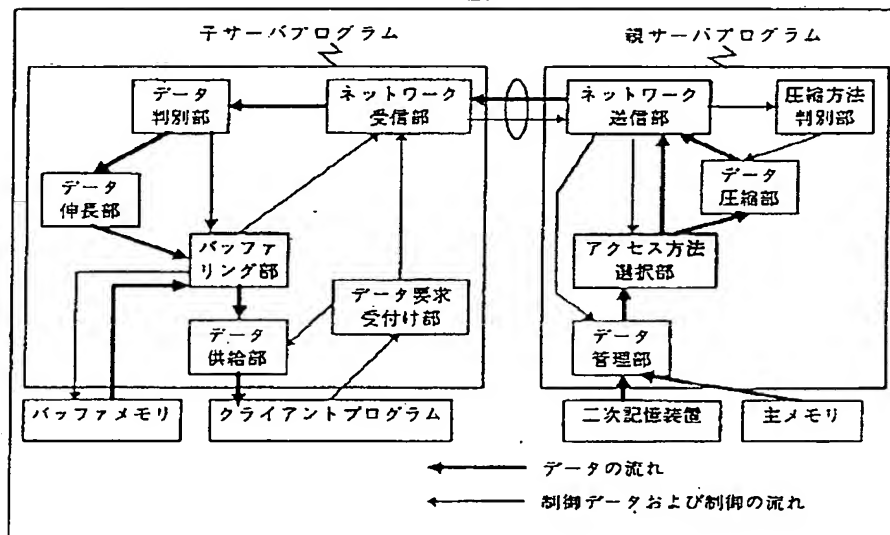 子サーバプログラム
親サーバプログラム
データ
判別部
ネットワーク
受信部
ネットワーク
送信部
圧縮方法
判別部
データ
伸長部
データ
圧縮部
バッファ
リング部
アクセス方法
選択部
データ要求
受付け部
データ
供給部
データ
管理部
バッファメモリ
クライアントプログラム
二次記憶装置
主メモリ
データの流れ
制御データおよび制御の流れ